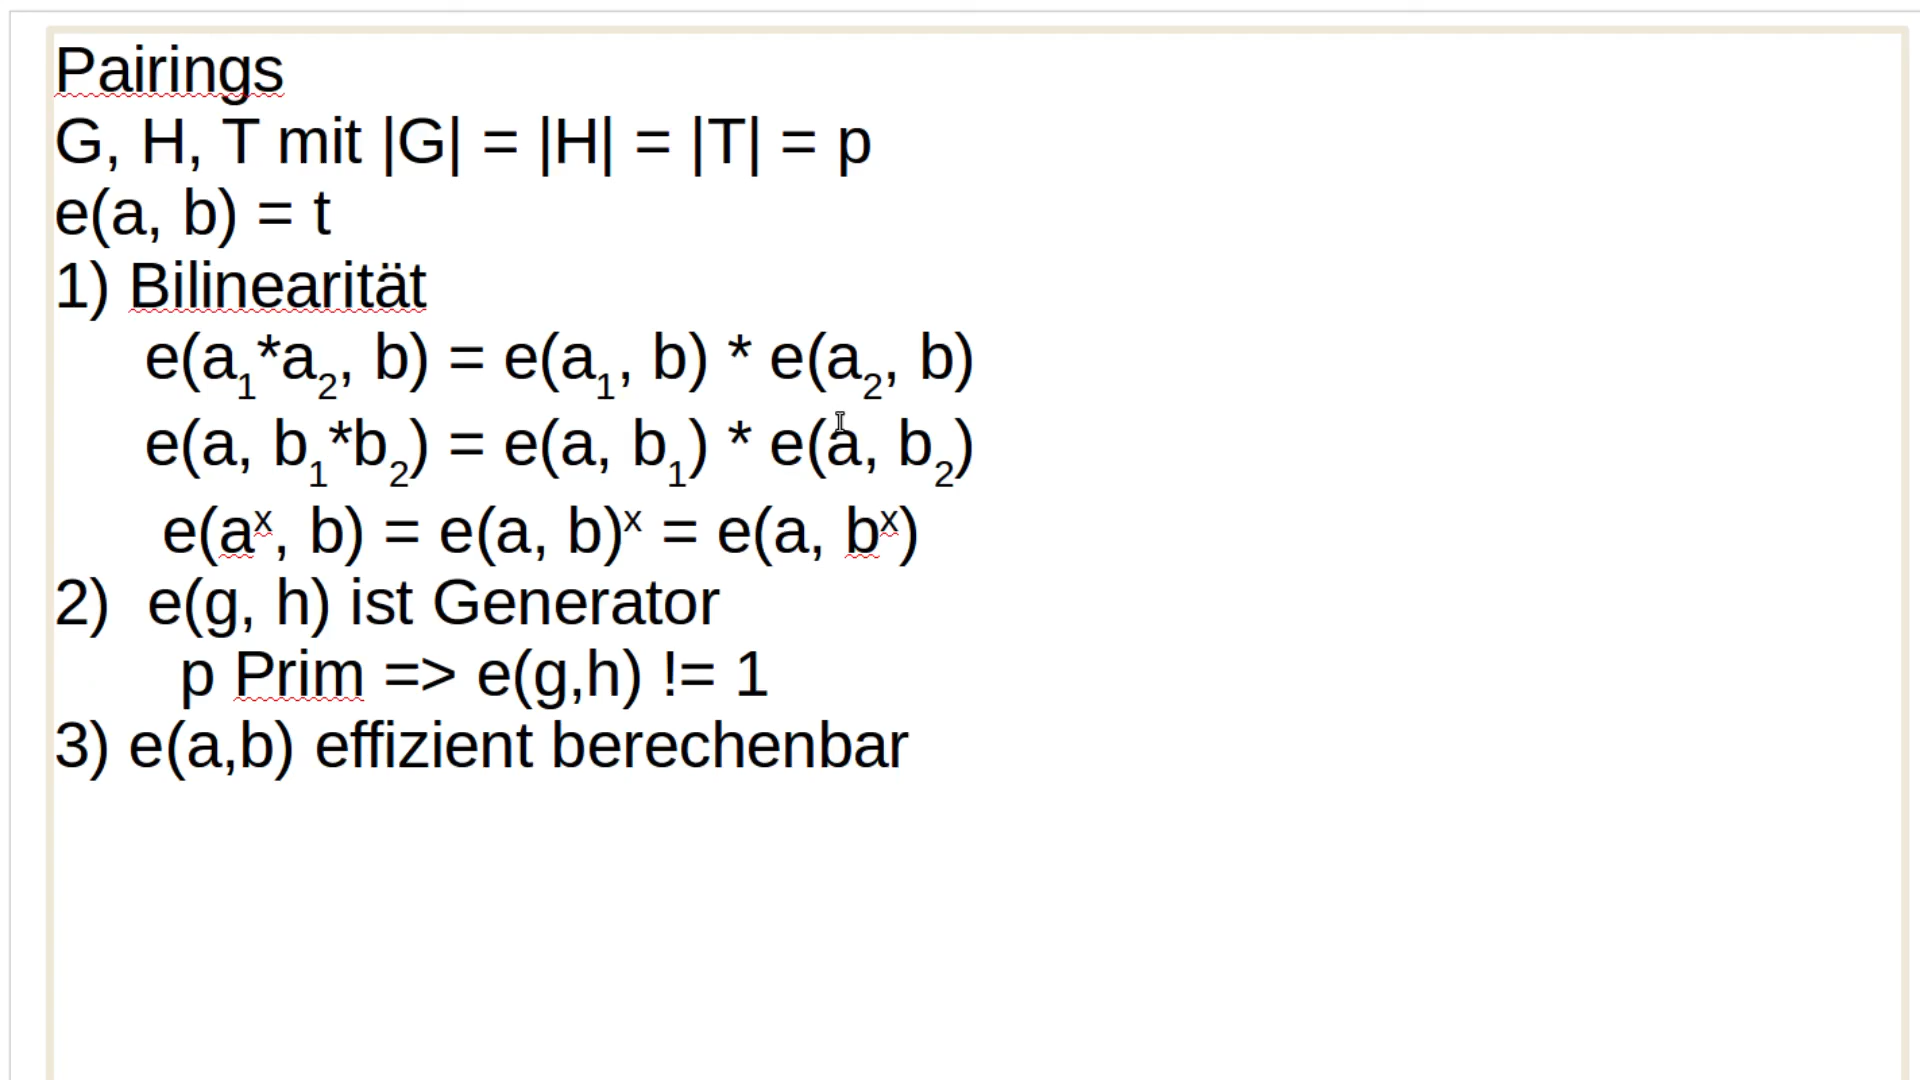 Pairings
G, H, T mit |G| = |H| = |T| = p
e(a, b) = t
1) Bilinearität
e(a₁*a₂, b) = e(a₁, b) * e(a₂, b)
e(a, b₁*b₂) = e(a, b₁) * e(a, b₂)
e(aˣ, b) = e(a, b)ˣ = e(a, bˣ)
2) e(g, h) ist Generator
p Prim => e(g,h) != 1
3) e(a,b) effizient berechenbar